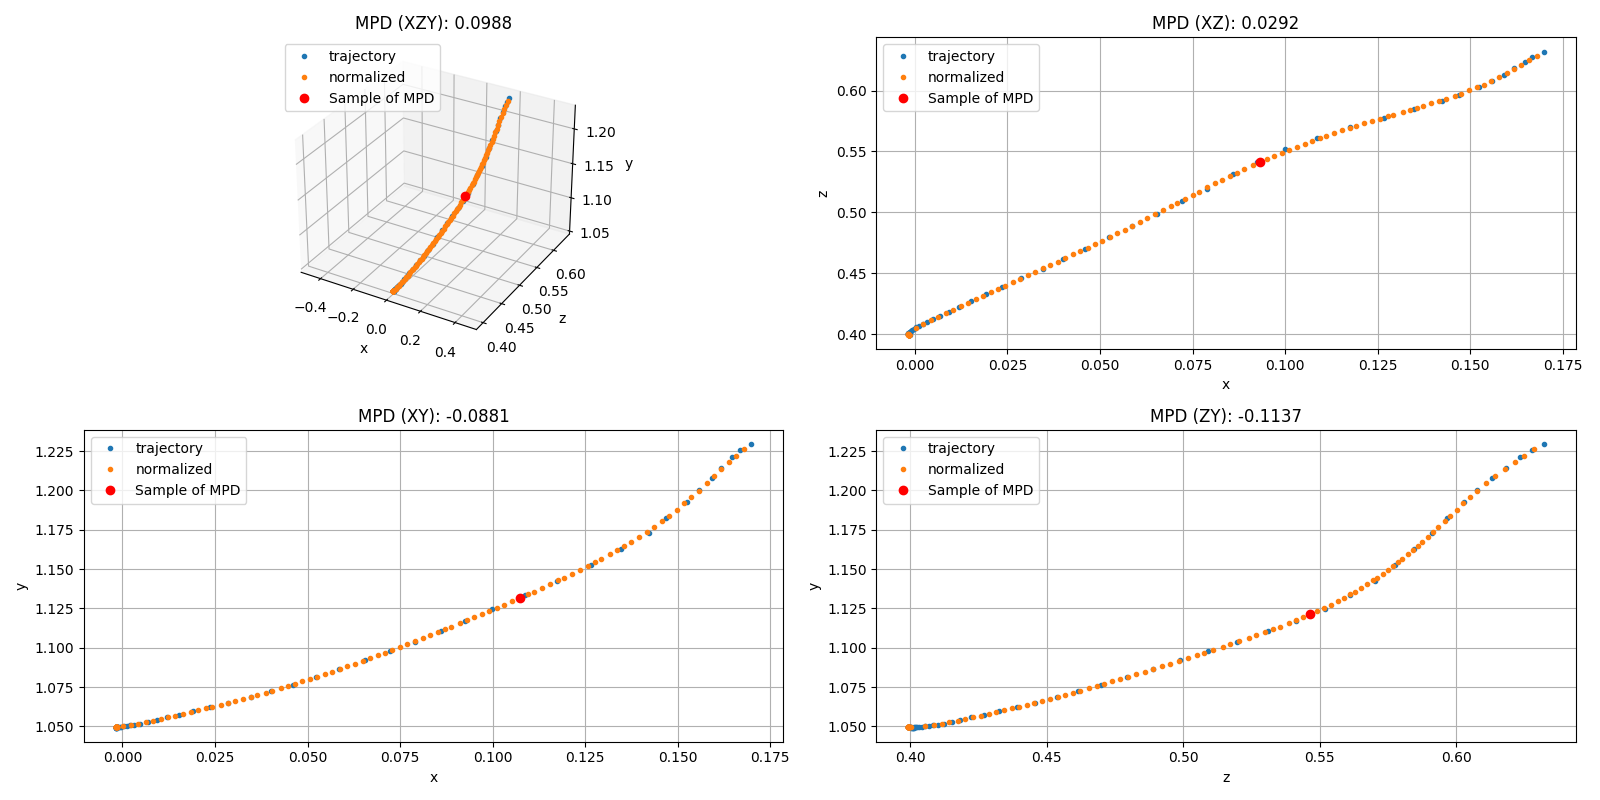 MPD (XZY): 0.0988
trajectory
normalized
Sample of MPD
1.20
1.15
1.10
1.05
y
−0.4
−0.2
0.0
0.2
0.4
x
0.40
0.45
0.50
0.55
0.60
z
MPD (XZ): 0.0292
trajectory
normalized
Sample of MPD
0.60
0.55
0.50
0.45
0.40
z
0.000 0.025 0.050 0.075 0.100 0.125 0.150 0.175
x
MPD (XY): -0.0881
trajectory
normalized
Sample of MPD
1.225
1.200
1.175
1.150
1.125
1.100
1.075
1.050
y
0.000 0.025 0.050 0.075 0.100 0.125 0.150 0.175
x
MPD (ZY): -0.1137
trajectory
normalized
Sample of MPD
1.225
1.200
1.175
1.150
1.125
1.100
1.075
1.050
y
0.40 0.45 0.50 0.55 0.60
z